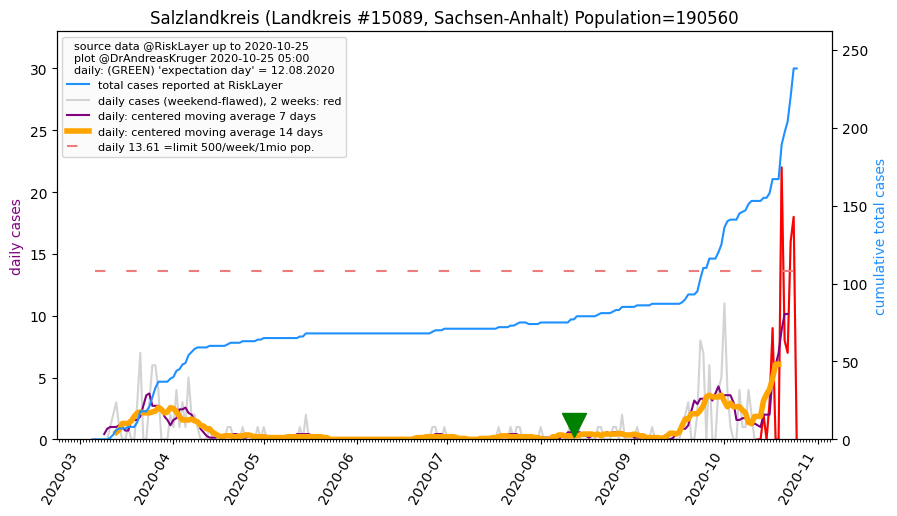 Salzlandkreis (Landkreis #15089, Sachsen-Anhalt) Population=190560
source data @RiskLayer up to 2020-10-25
plot @DrAndreasKruger 2020-10-25 05:00
daily: (GREEN) 'expectation day' = 12.08.2020
total cases reported at RiskLayer
daily cases (weekend-flawed), 2 weeks: red
daily: centered moving average 7 days
daily: centered moving average 14 days
daily 13.61 =limit 500/week/1mio pop.
daily cases
30
25
20
15
10
5
0
cumulative total cases
250
200
150
100
50
0
2020-03
2020-04
2020-05
2020-06
2020-07
2020-08
2020-09
2020-10
2020-11